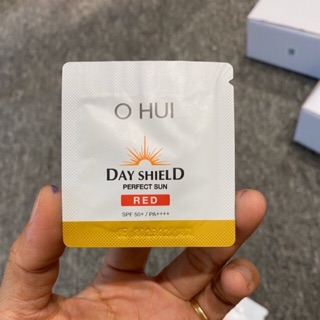 O HUI
DAY SHIELD
PERFECT SUN
RED
SPF 50+ / PA++++